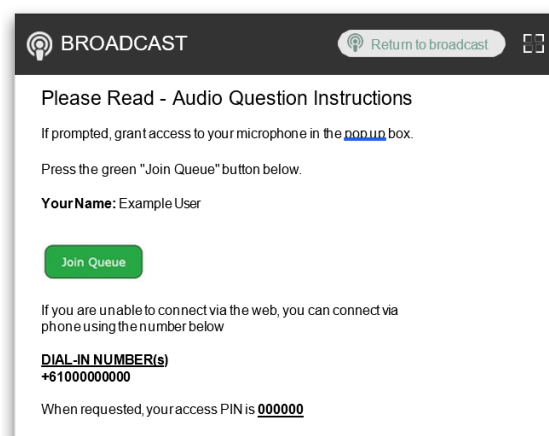 BROADCAST
Return to broadcast
Please Read - Audio Question Instructions
If prompted, grant access to your microphone in the pop up box.
Press the green "Join Queue" button below.
Your Name: Example User
Join Queue
If you are unable to connect via the web, you can connect via
phone using the number below
DIAL-IN NUMBER(s)
+61000000000
When requested, your access PIN is 000000